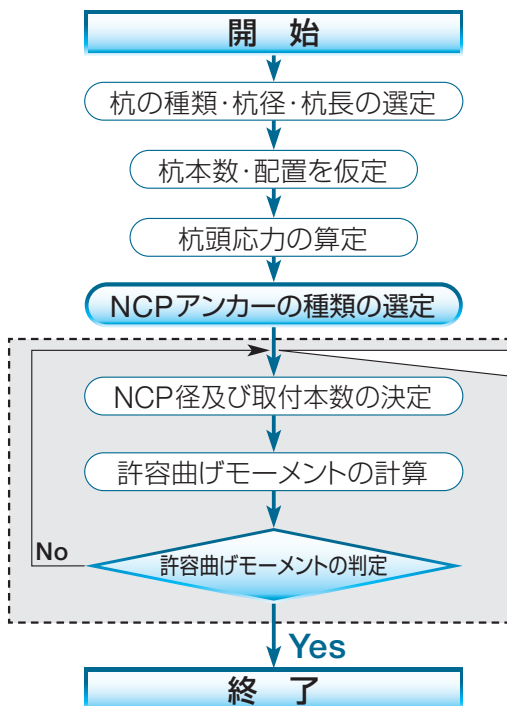 開 始
杭の種類・杭径・杭長の選定
杭本数・配置を仮定
杭頭応力の算定
NCPアンカーの種類の選定
NCP径及び取付本数の決定
許容曲げモーメントの計算
No
許容曲げモーメントの判定
Yes
終 了